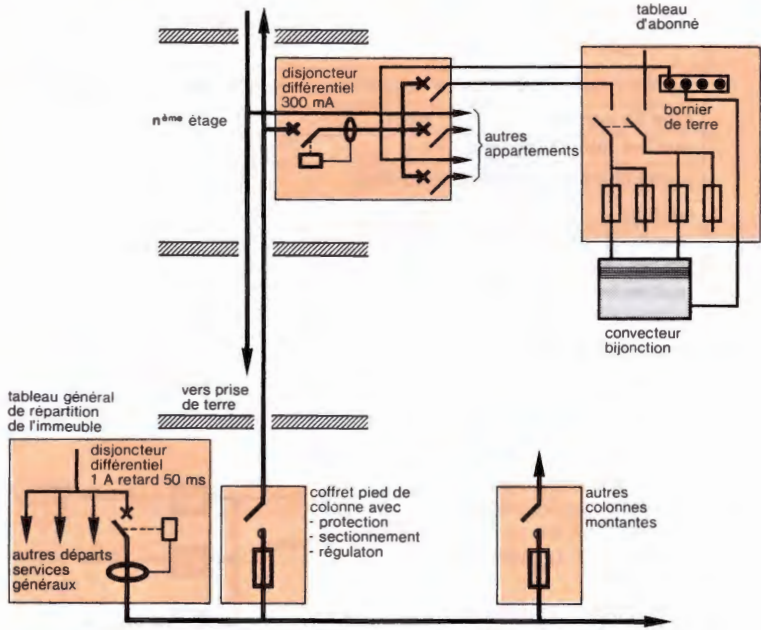 tableau
d'abonné
disjoncteur
différentiel
300 mA
nème étage
autres
appartements
bornier
de terre
convecteur
bijonction
vers prise
de terre
tableau général
de répartition
de l'immeuble
disjoncteur
différentiel
1 A retard 50 ms
autres départs
services
généraux
coffret pied de
colonne avec
- protection
- sectionnement
- régulaton
autres
colonnes
montantes